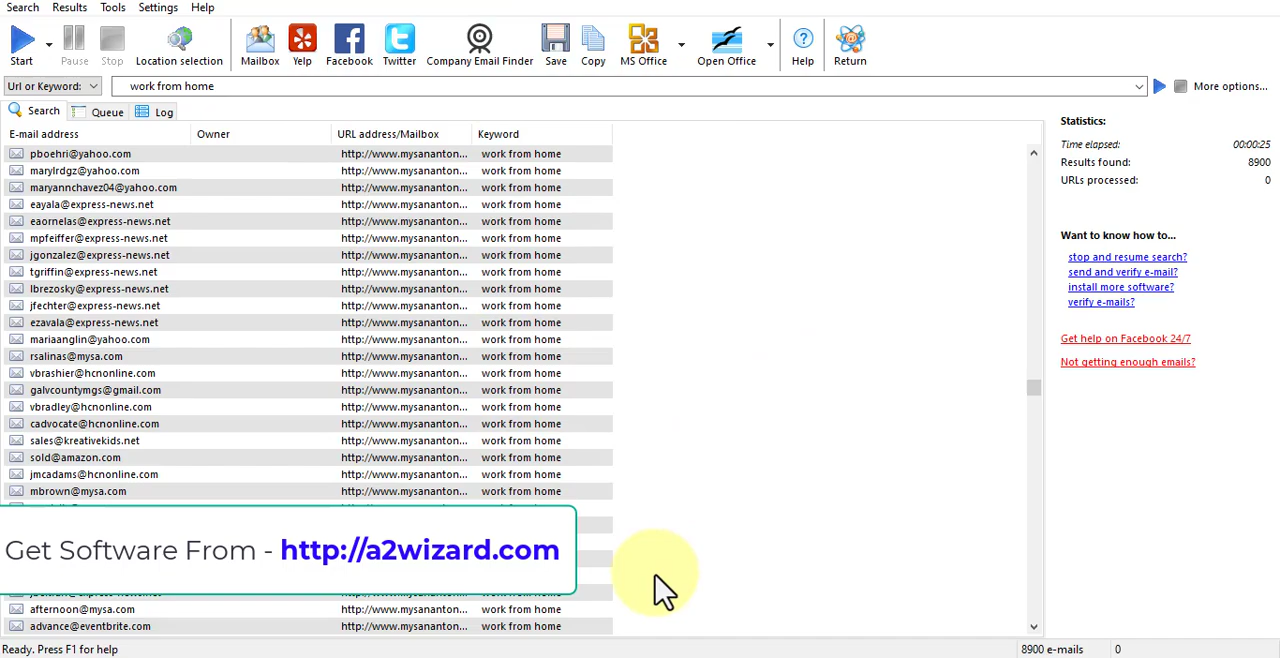 Search Results Tools Settings Help
Start Pause Stop Location selection Mailbox Yelp Facebook Twitter Company Email Finder Save Copy MS Office Open Office Help Return
Url or Keyword: work from home More options...
Search Queue Log
E-mail address Owner URL address/Mailbox Keyword
pboehri@yahoo.com http://www.mysananton... work from home
marylrdgz@yahoo.com http://www.mysananton... work from home
maryannchavez04@yahoo.com http://www.mysananton... work from home
eayala@express-news.net http://www.mysananton... work from home
eaornelas@express-news.net http://www.mysananton... work from home
mpfeiffer@express-news.net http://www.mysananton... work from home
jgonzalez@express-news.net http://www.mysananton... work from home
tgriffin@express-news.net http://www.mysananton... work from home
lbrezosky@express-news.net http://www.mysananton... work from home
jfechter@express-news.net http://www.mysananton... work from home
ezavala@express-news.net http://www.mysananton... work from home
mariaanglin@yahoo.com http://www.mysananton... work from home
rsalinas@mysa.com http://www.mysananton... work from home
vbrashier@hcnonline.com http://www.mysananton... work from home
galvcountymgs@gmail.com http://www.mysananton... work from home
vbradley@hcnonline.com http://www.mysananton... work from home
cadvocate@hcnonline.com http://www.mysananton... work from home
sales@kreativekids.net http://www.mysananton... work from home
sold@amazon.com http://www.mysananton... work from home
jmcadams@hcnonline.com http://www.mysananton... work from home
mbrown@mysa.com http://www.mysananton... work from home
Get Software From - http://a2wizard.com
afternoon@mysa.com http://www.mysananton... work from home
advance@eventbrite.com http://www.mysananton... work from home
Statistics:
Time elapsed: 00:00:25
Results found: 8900
URLs processed: 0
Want to know how to...
stop and resume search?
send and verify e-mail?
install more software?
verify e-mails?
Get help on Facebook 24/7
Not getting enough emails?
Ready. Press F1 for help 8900 e-mails 0